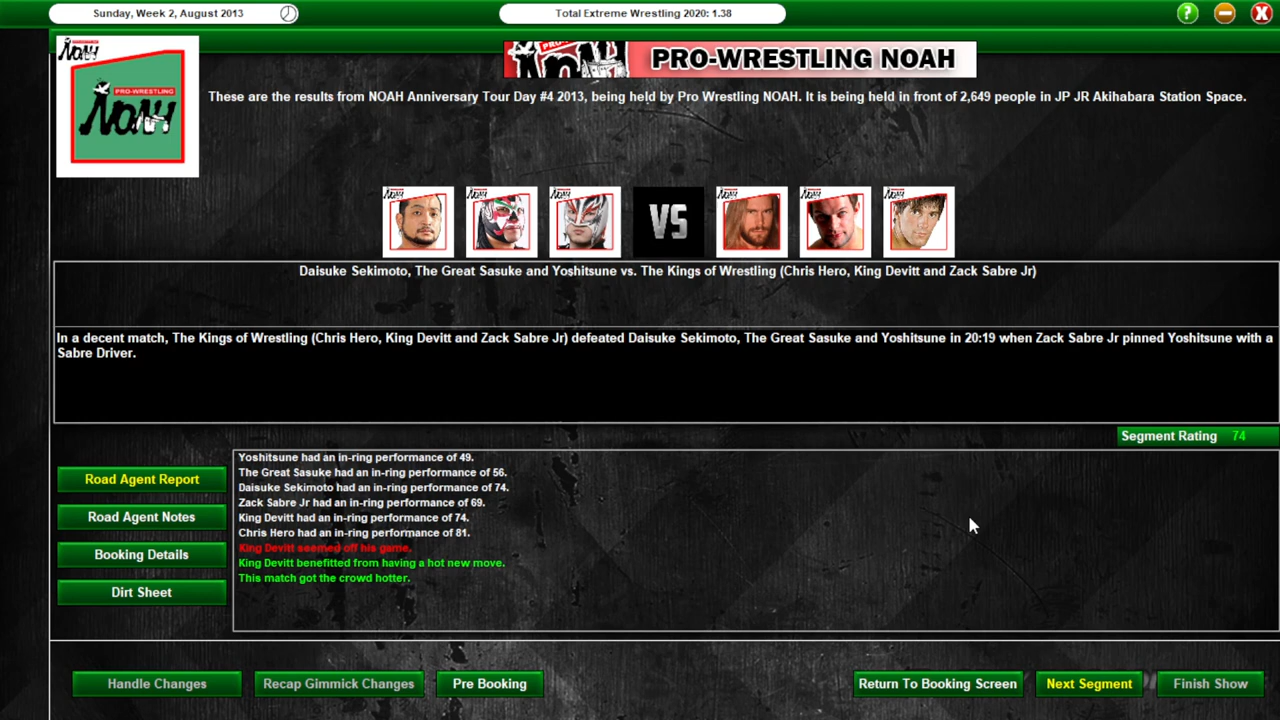 Sunday, Week 2, August 2013
Total Extreme Wrestling 2020: 1.38
?
X
NOAH
PRO-WRESTLING
NOAH
PRO-WRESTLING NOAH
These are the results from NOAH Anniversary Tour Day #4 2013, being held by Pro Wrestling NOAH. It is being held in front of 2,649 people in JP JR Akihabara Station Space.
NOAH NOAH NOAH VS NOAH NOAH NOAH
Daisuke Sekimoto, The Great Sasuke and Yoshitsune vs. The Kings of Wrestling (Chris Hero, King Devitt and Zack Sabre Jr)
In a decent match, The Kings of Wrestling (Chris Hero, King Devitt and Zack Sabre Jr) defeated Daisuke Sekimoto, The Great Sasuke and Yoshitsune in 20:19 when Zack Sabre Jr pinned Yoshitsune with a
Sabre Driver.
Segment Rating 74
Road Agent Report
Road Agent Notes
Booking Details
Dirt Sheet
Yoshitsune had an in-ring performance of 49.
The Great Sasuke had an in-ring performance of 56.
Daisuke Sekimoto had an in-ring performance of 74.
Zack Sabre Jr had an in-ring performance of 69.
King Devitt had an in-ring performance of 74.
Chris Hero had an in-ring performance of 81.
King Devitt seemed off his game.
King Devitt benefitted from having a hot new move.
This match got the crowd hotter.
Handle Changes
Recap Gimmick Changes
Pre Booking
Return To Booking Screen
Next Segment
Finish Show